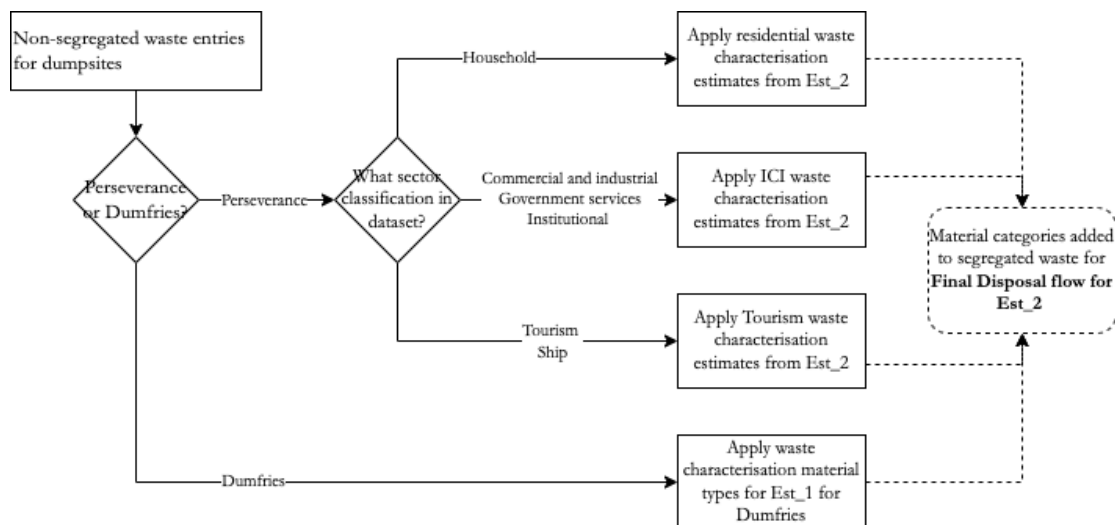 Non-segregated waste entries
for dumpsites
Perseverance
or Dumfries?
Perseverance
What sector
classification in
dataset?
Household
Apply residential waste
characterisation
estimates from Est_2
Commercial and industrial
Government services
Institutional
Apply ICI waste
characterisation
estimates from Est_2
Tourism
Ship
Apply Tourism waste
characterisation
estimates from Est_2
Dumfries
Apply waste
characterisation material
types for Est_1 for
Dumfries
Material categories added
to segregated waste for
Final Disposal flow for
Est_2